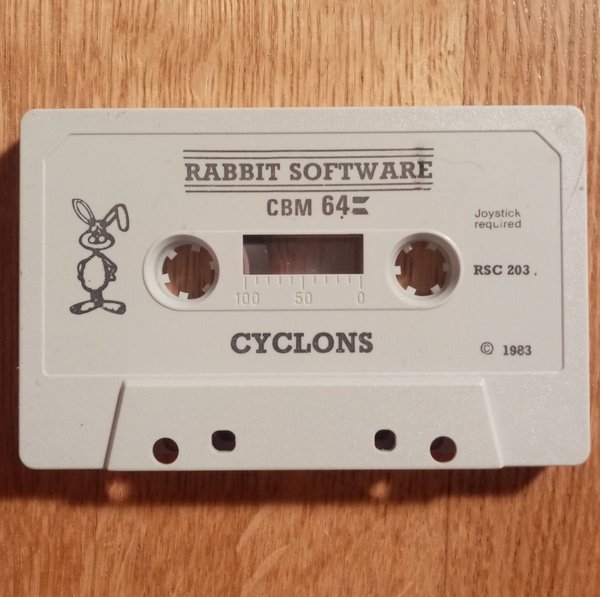 RABBIT SOFTWARE
CBM 64
Joystick
required
RSC 203.
100 50 0
CYCLONS
© 1983